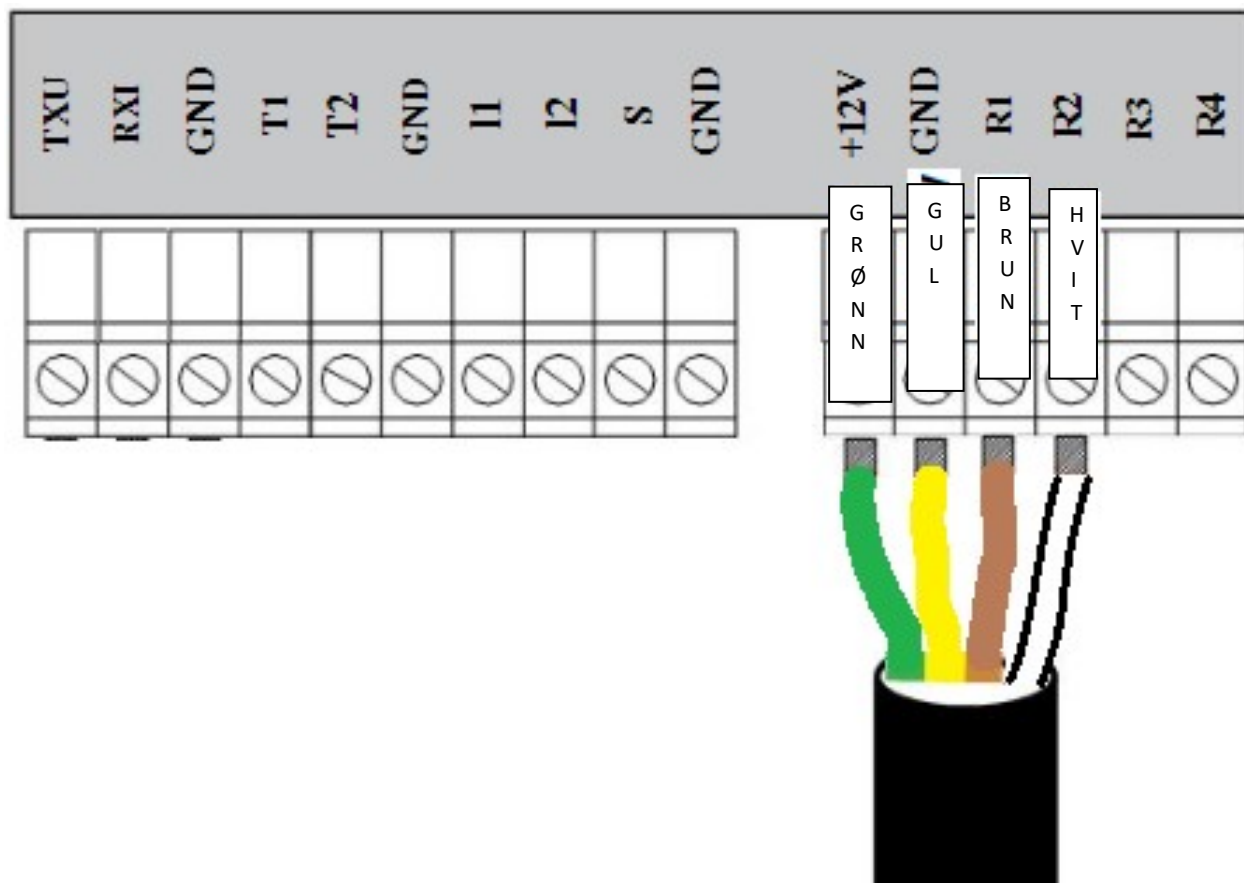 TXU RXI GND T1 T2 GND I1 I2 S GND +12V GND R1 R2 R3 R4
GRØNN
GUL
BRUN
HVIT